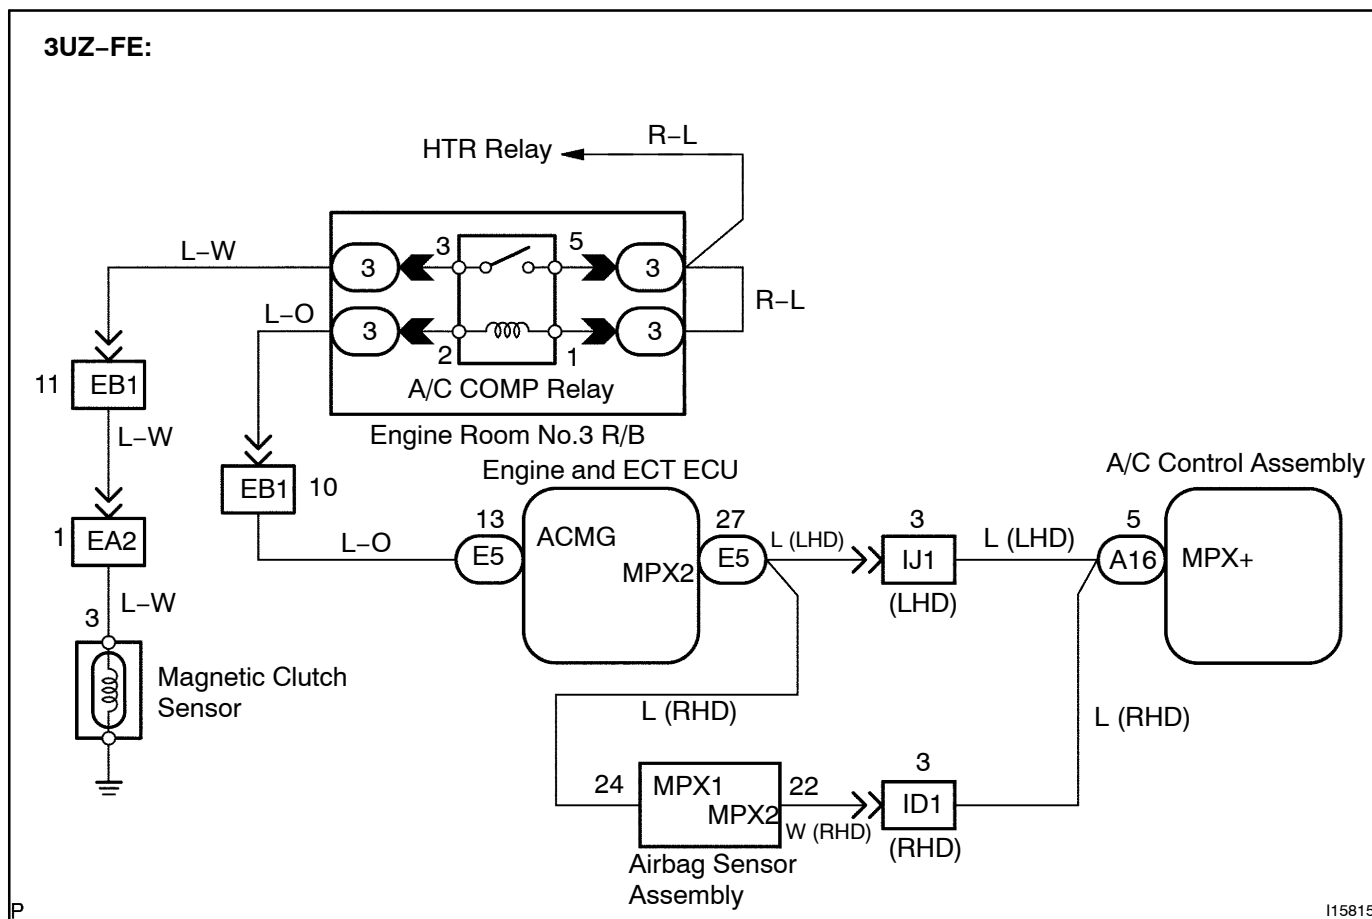 3UZ–FE:
R–L
HTR Relay
L–W
3
3
5
3
R–L
L–O
3
2
1
3
A/C COMP Relay
Engine Room No.3 R/B
11
EB1
L–W
EB1
10
Engine and ECT ECU
A/C Control Assembly
1
EA2
L–O
13
E5
ACMG
MPX2
27
E5
L (LHD)
3
IJ1
(LHD)
L (LHD)
5
A16
MPX+
L–W
3
Magnetic Clutch
Sensor
L (RHD)
L (RHD)
24
MPX1
MPX2
22
W (RHD)
3
ID1
(RHD)
Airbag Sensor
Assembly
P
I15815